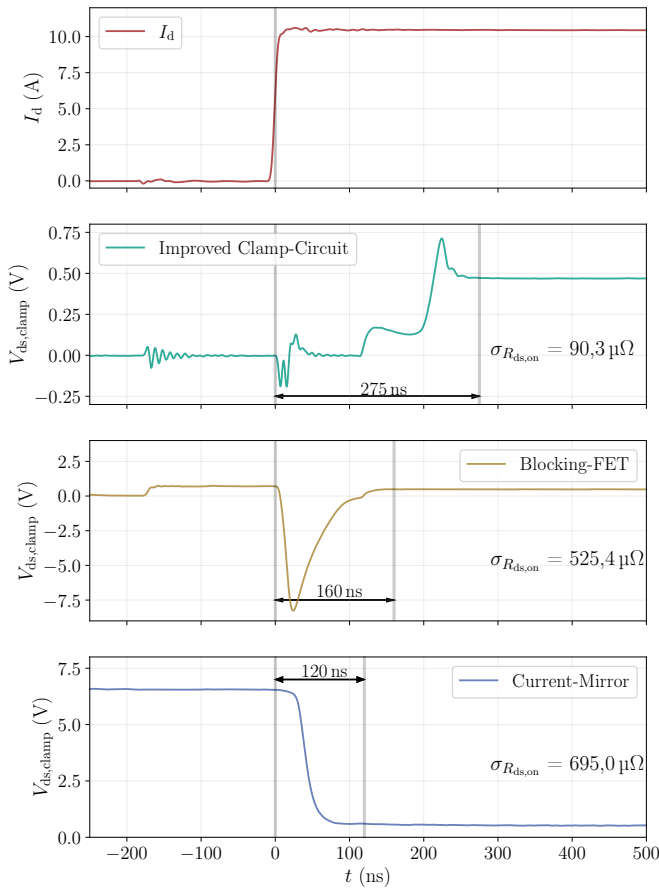 10.0
7.5
5.0
2.5
0.0
I_d (A)
I_d
0.75
0.50
0.25
0.00
−0.25
V_ds,clamp (V)
Improved Clamp-Circuit
σ_R_ds,on = 90,3 μΩ
275 ns
2.5
0.0
−2.5
−5.0
−7.5
V_ds,clamp (V)
Blocking-FET
σ_R_ds,on = 525,4 μΩ
160 ns
7.5
5.0
2.5
0.0
V_ds,clamp (V)
120 ns
Current-Mirror
σ_R_ds,on = 695,0 μΩ
−200 −100 0 100 200 300 400 500
t (ns)